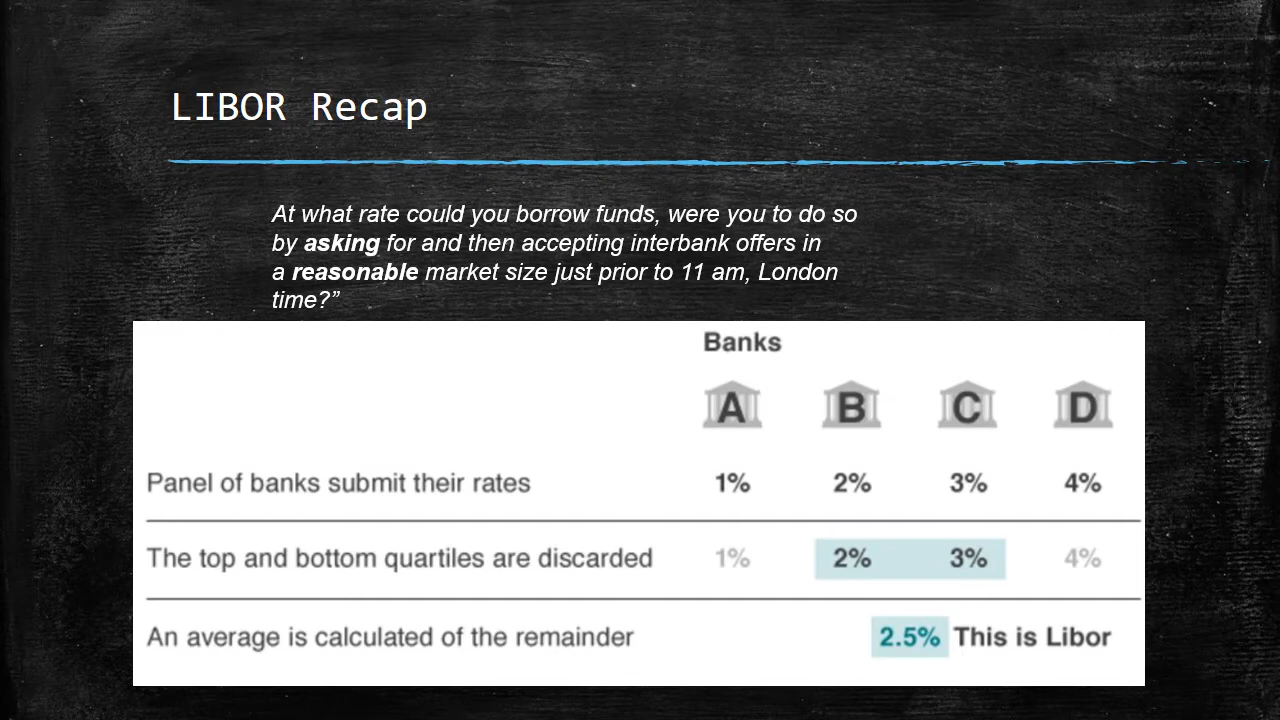 LIBOR Recap
At what rate could you borrow funds, were you to do so
by asking for and then accepting interbank offers in
a reasonable market size just prior to 11 am, London
time?”
Banks
A B C D
Panel of banks submit their rates 1% 2% 3% 4%
The top and bottom quartiles are discarded 1% 2% 3% 4%
An average is calculated of the remainder 2.5% This is Libor